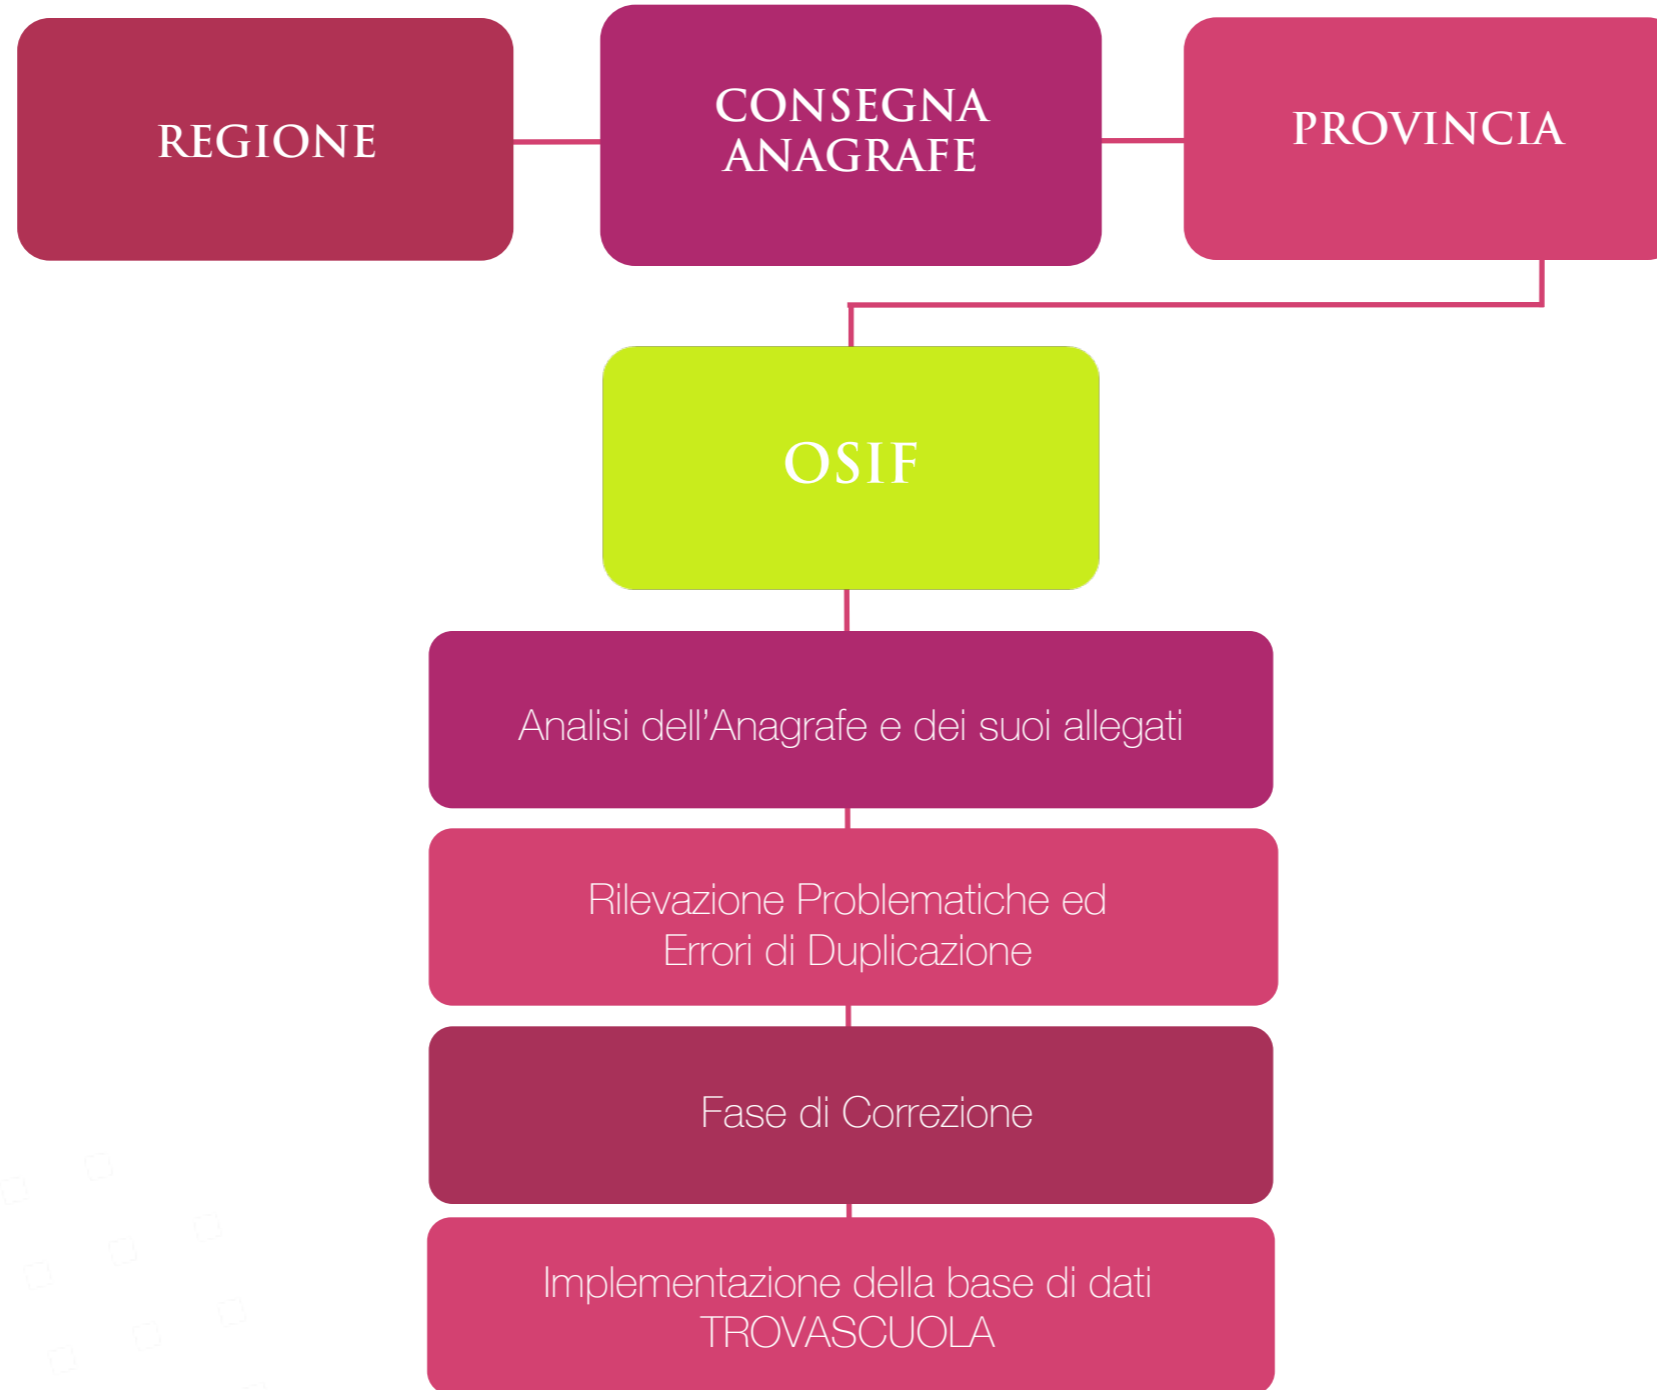 REGIONE
CONSEGNA
ANAGRAFE
PROVINCIA
OSIF
Analisi dell'Anagrafe e dei suoi allegati
Rilevazione Problematiche ed
Errori di Duplicazione
Fase di Correzione
Implementazione della base di dati
TROVASCUOLA